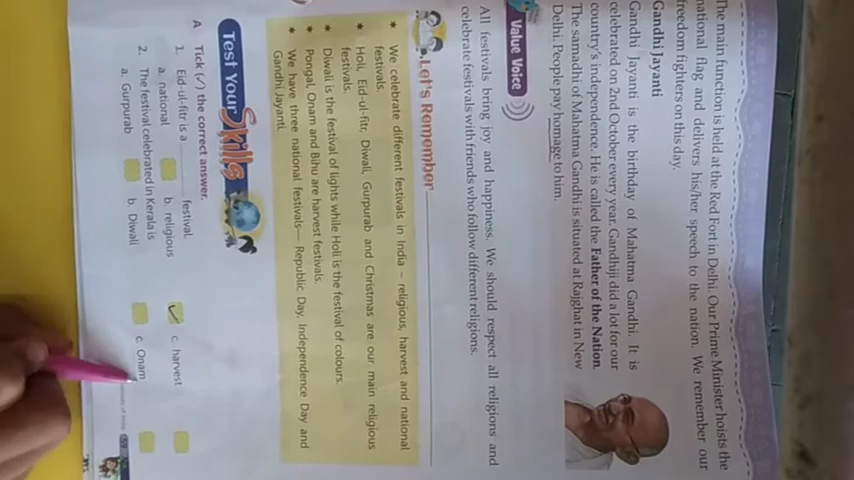 The main function is held at the Red Fort in Delhi. Our Prime Minister hoists the
national flag and delivers his/her speech to the nation. We remember our
freedom fighters on this day.
Gandhi Jayanti
Gandhi Jayanti is the birthday of Mahatma Gandhi. It is
celebrated on 2nd October every year. Gandhiji did a lot for our
country's independence. He is called the Father of the Nation.
The samadhi of Mahatma Gandhi is situated at Rajghat in New
Delhi. People pay homage to him.
Value Voice
All festivals bring joy and happiness. We should respect all religions and
celebrate festivals with friends who follow different religions.
Let's Remember
* We celebrate different festivals in India – religious, harvest and national
festivals.
* Holi, Eid-ul-fitr, Diwali, Gurpurab and Christmas are our main religious
festivals.
* Diwali is the festival of lights while Holi is the festival of colours.
* Pongal, Onam and Bihu are harvest festivals.
* We have three national festivals— Republic Day, Independence Day and
Gandhi Jayanti.
Test Your Skills
A Tick (✓) the correct answer.
1. Eid-ul-fitr is a ________ festival.
a. national b. religious ✓ c. harvest
2. The festival celebrated in Kerala is
a. Gurpurab b. Diwali c. Onam
59